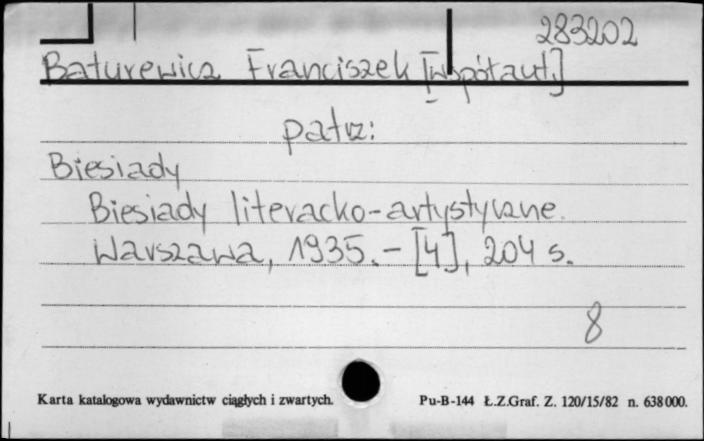 283202
Baturewicz Franciszek [współaut.]
patrz:
Biesiady
Biesiady literacko-artystyczne.
Warszawa, 1935. - [4], 204 s.
8
Karta katalogowa wydawnictw ciągłych i zwartych.
Pu-B-144 Ł.Z.Graf. Z. 120/15/82 n. 638000.